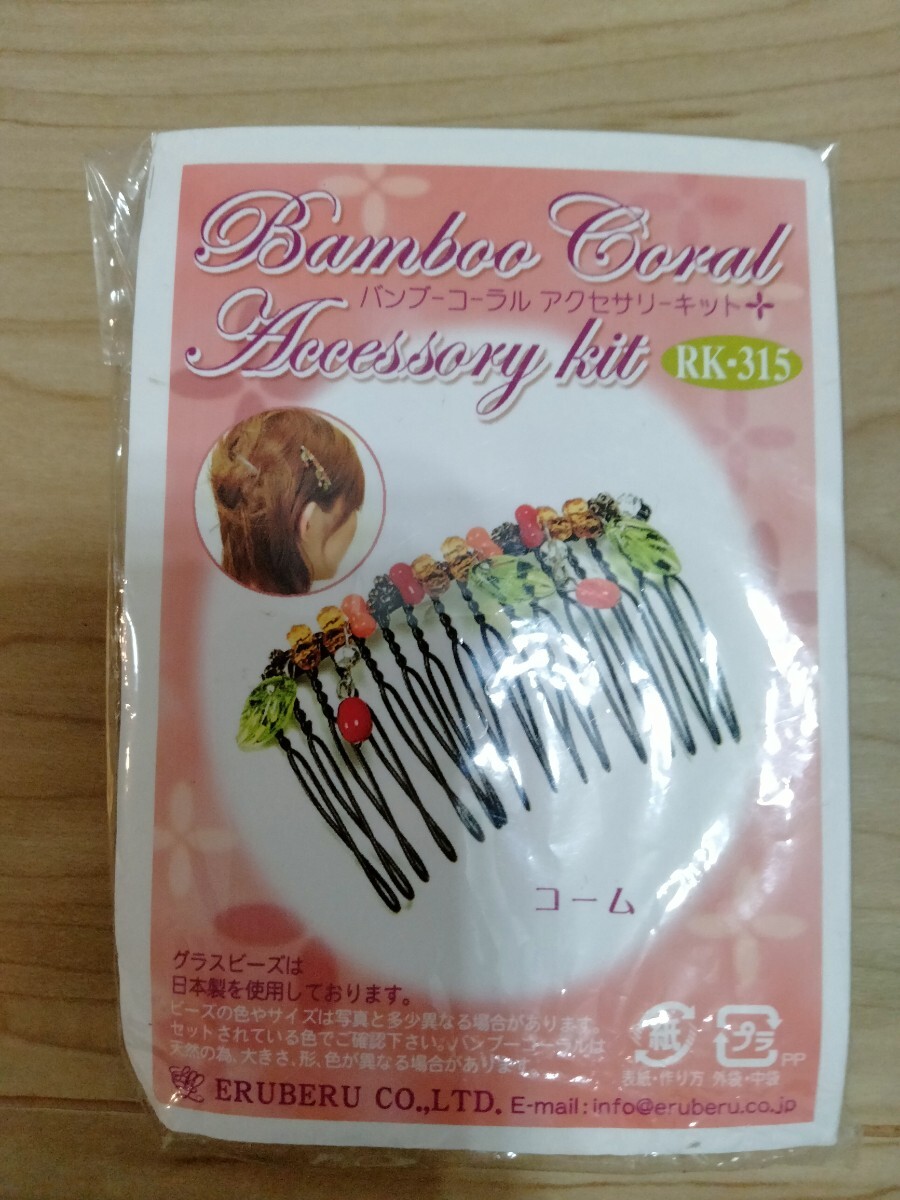 Bamboo Coral
バンブーコーラル アクセサリーキット
Accessory kit
RK・315
コーム
グラスビーズは
日本製を使用しております。
ビーズの色やサイズは写真と多少異なる場合があります。
セットされている色でご確認下さい。バンブーコーラルは
天然の為、大きさ、形、色が異なる場合があります。
紙
表紙・作り方
プラ
PP
外袋・中袋
ERUBERU CO.,LTD. E-mail:info@eruberu.co.jp